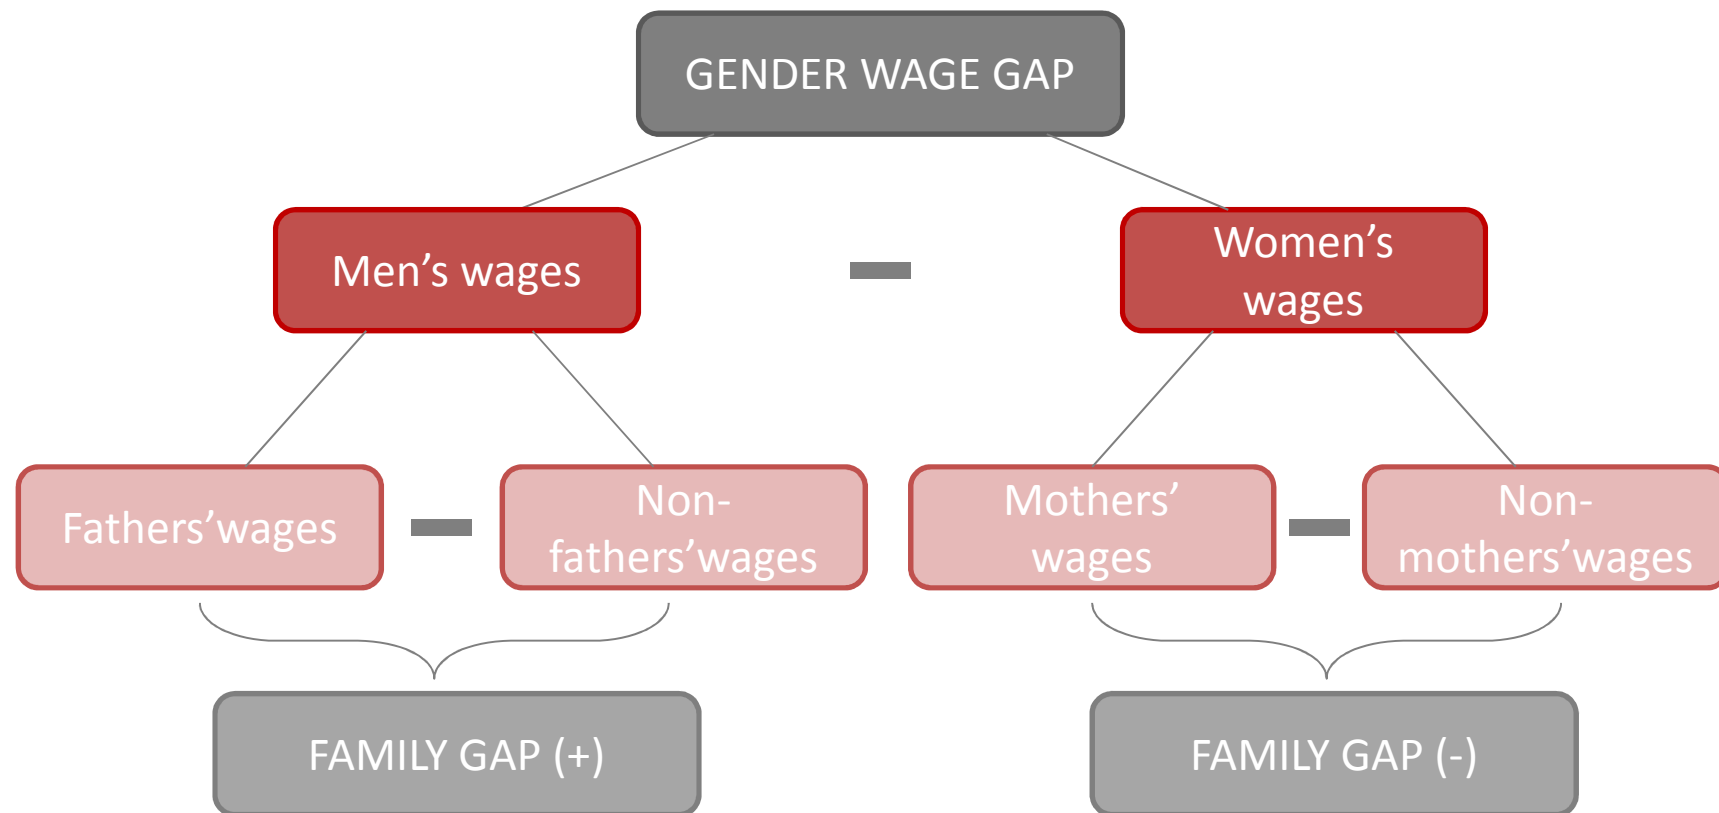 GENDER WAGE GAP
Men’s wages
Women’s
wages
Fathers’wages
Non-
fathers’wages
Mothers’
wages
Non-
mothers’wages
FAMILY GAP (+)
FAMILY GAP (-)